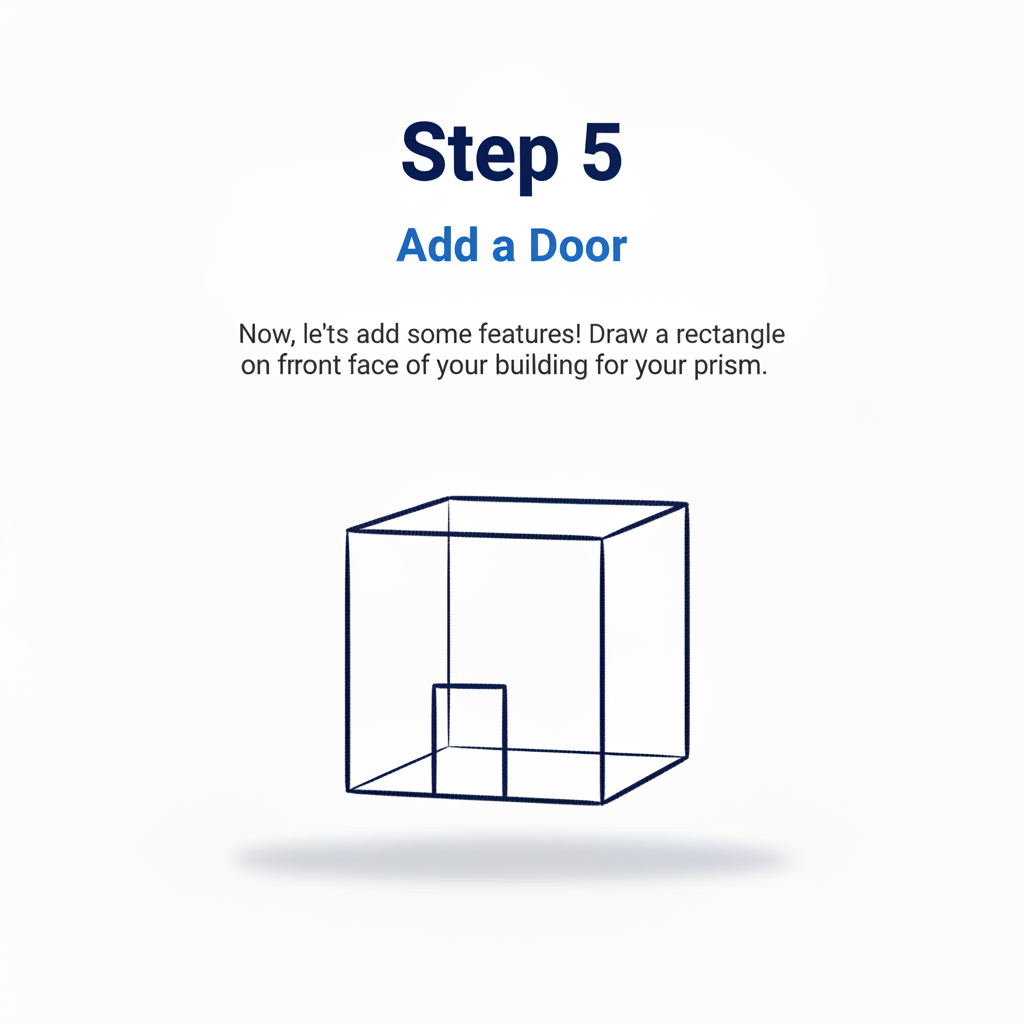 Step 5
Add a Door
Now, le'ts add some features! Draw a rectangle
on frront face of your building for your prism.